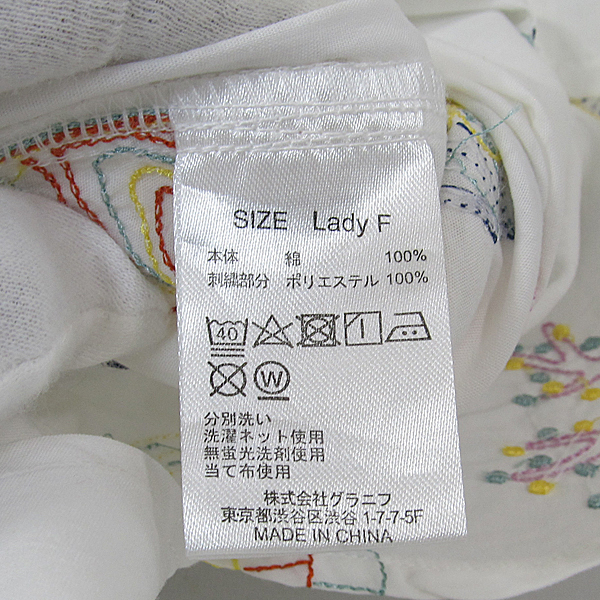 SIZE Lady F
本体 綿 100%
刺繍部分 ポリエステル 100%
40
W
分別洗い
洗濯ネット使用
無蛍光洗剤使用
当て布使用
株式会社グラニフ
東京都渋谷区渋谷 1-7-7-5F
MADE IN CHINA